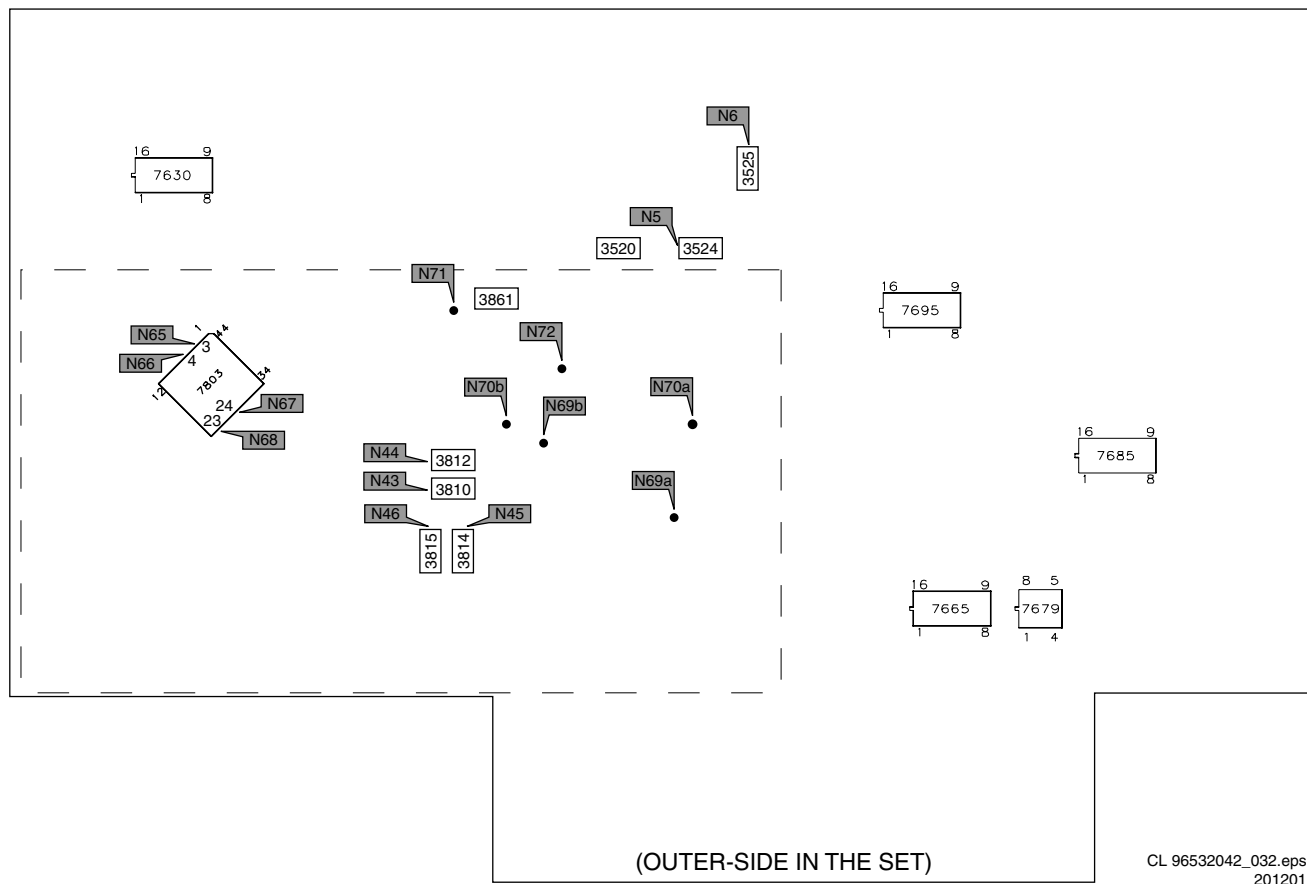 N6
3525
16 9
7630
1 8
N5
3520
3524
N71
3861
16 9
7695
1 8
N65
N66
1
44
3
4
7803
34
12
24
23
N67
N68
N72
N70b
N69b
N70a
N44
3812
N43
3810
N46
N45
3815
3814
N69a
16 9
7685
1 8
16 9
7665
1 8
8 5
7679
1 4
(OUTER-SIDE IN THE SET)
CL 96532042_032.eps
201201